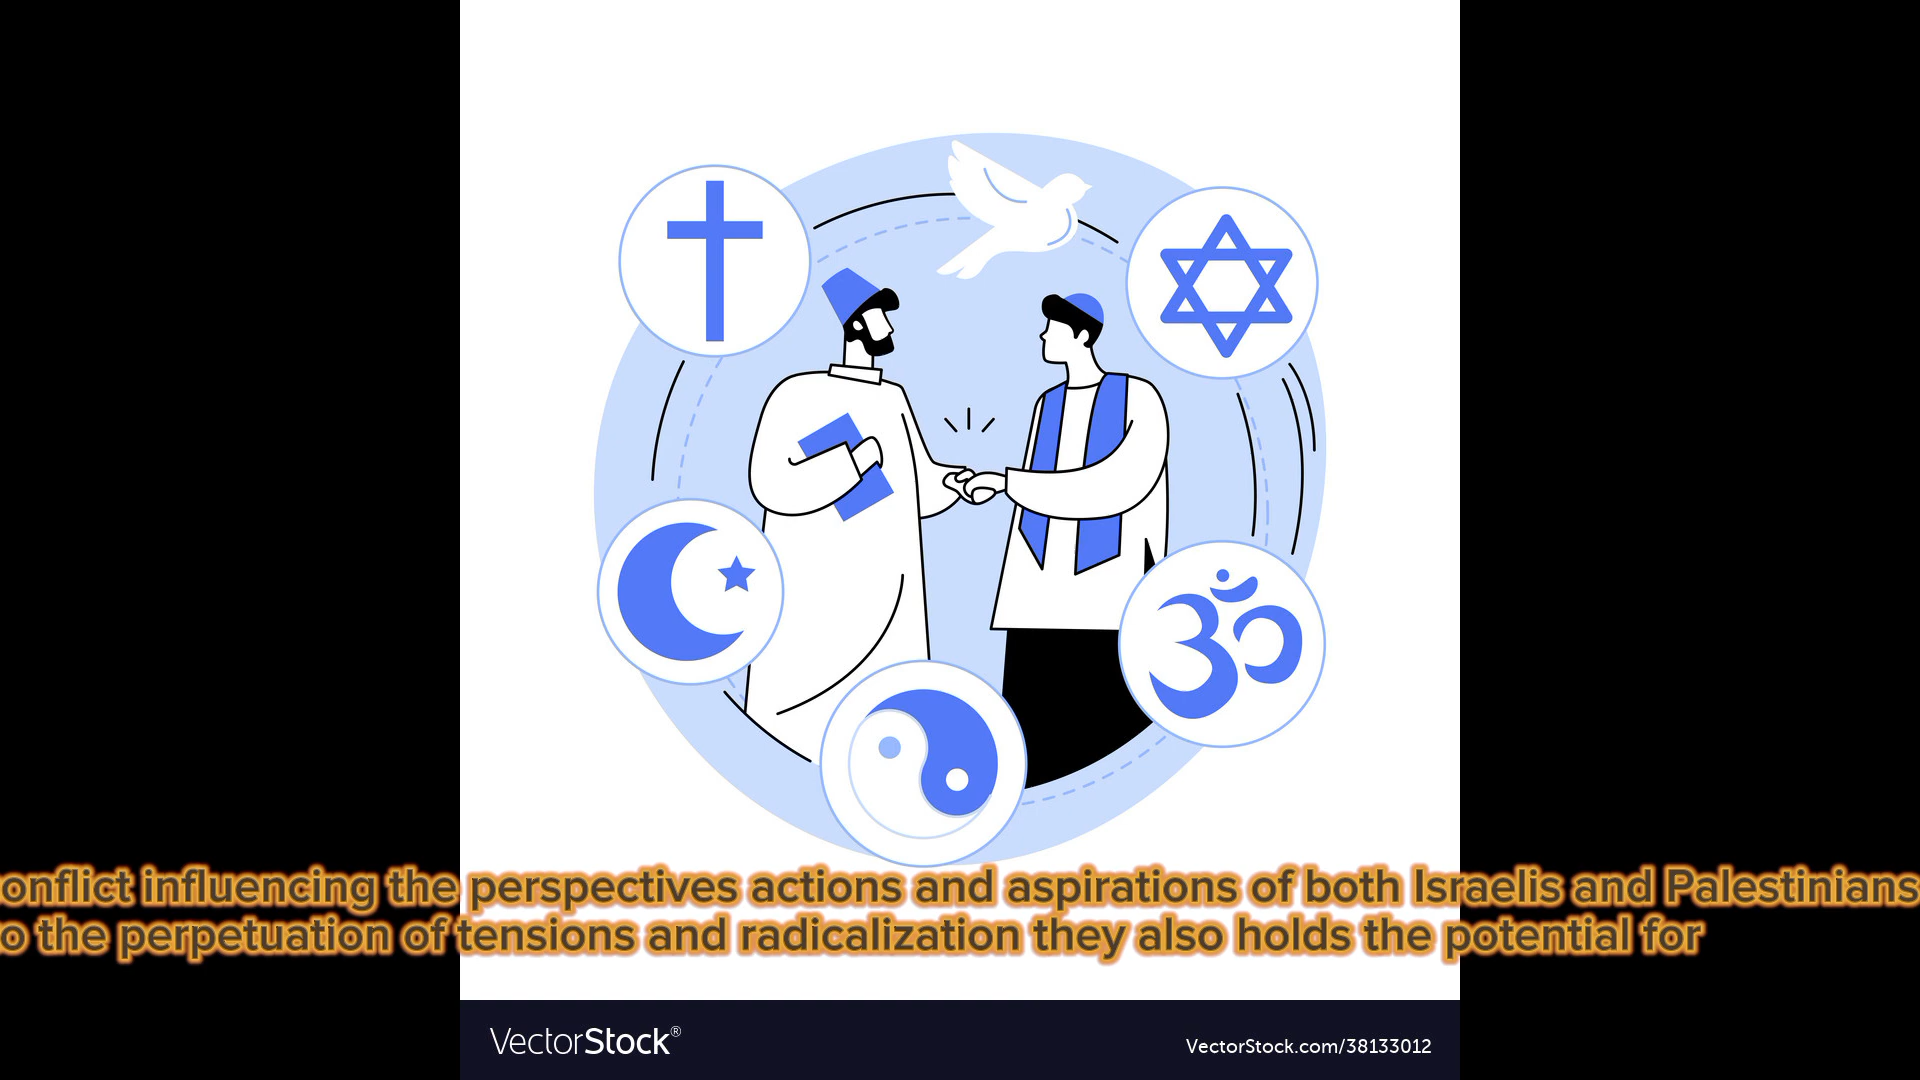 onflict influencing the perspectives actions and aspirations of both Israelis and Palestinians
o the perpetuation of tensions and radicalization they also holds the potential for
VectorStock®
VectorStock.com/38133012